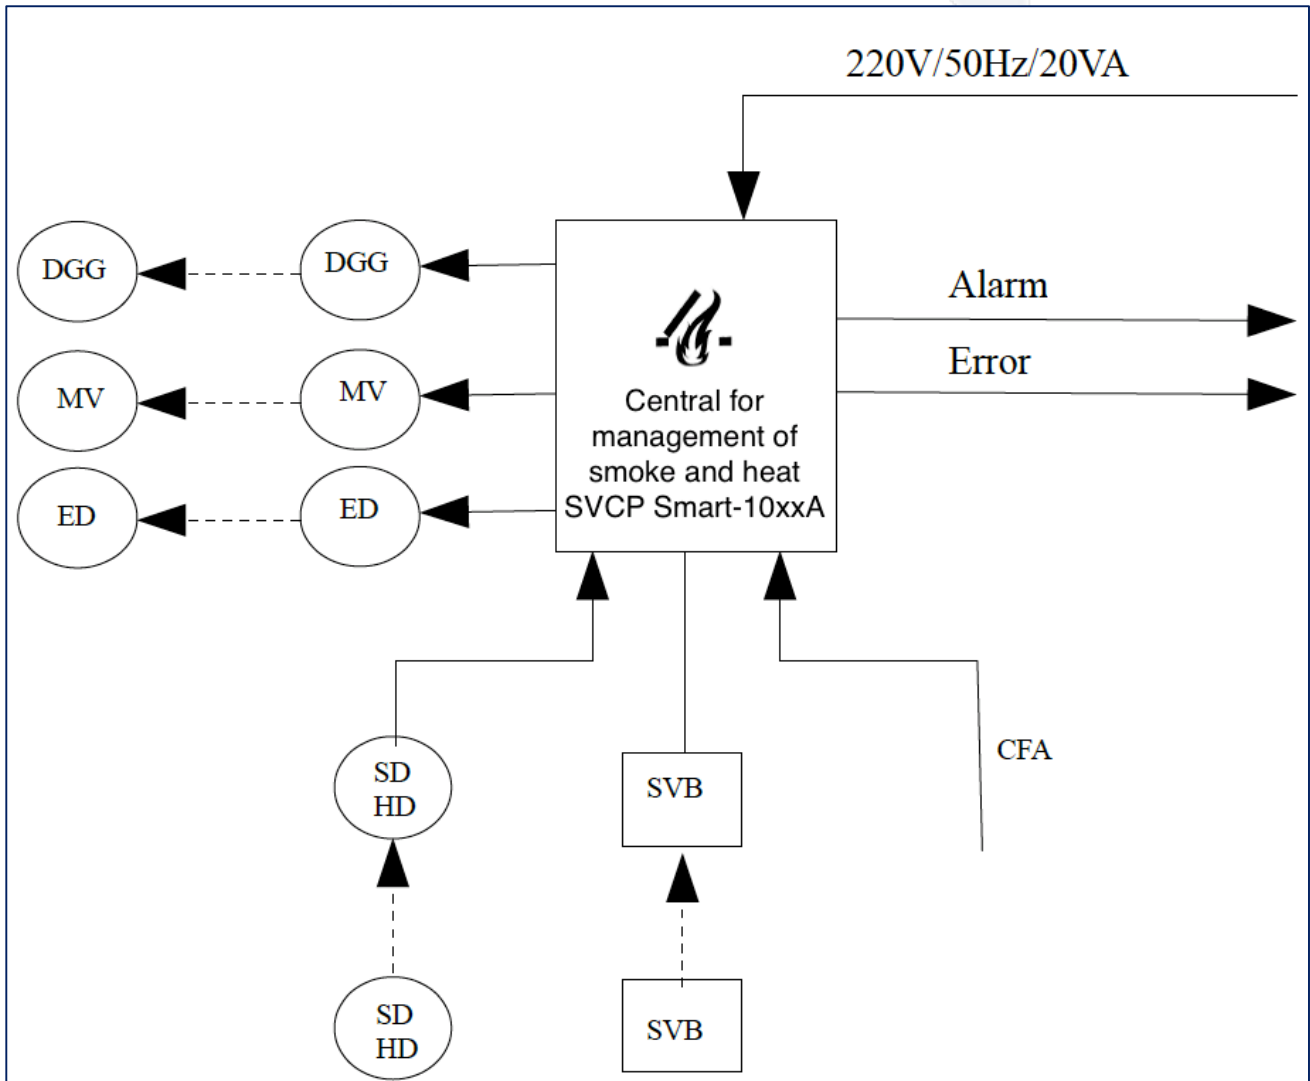 220V/50Hz/20VA
DGG
DGG
Alarm
MV
MV
Error
Central for
management of
smoke and heat
SVCP Smart-10xxA
ED
ED
SD
HD
SVB
CFA
SD
HD
SVB